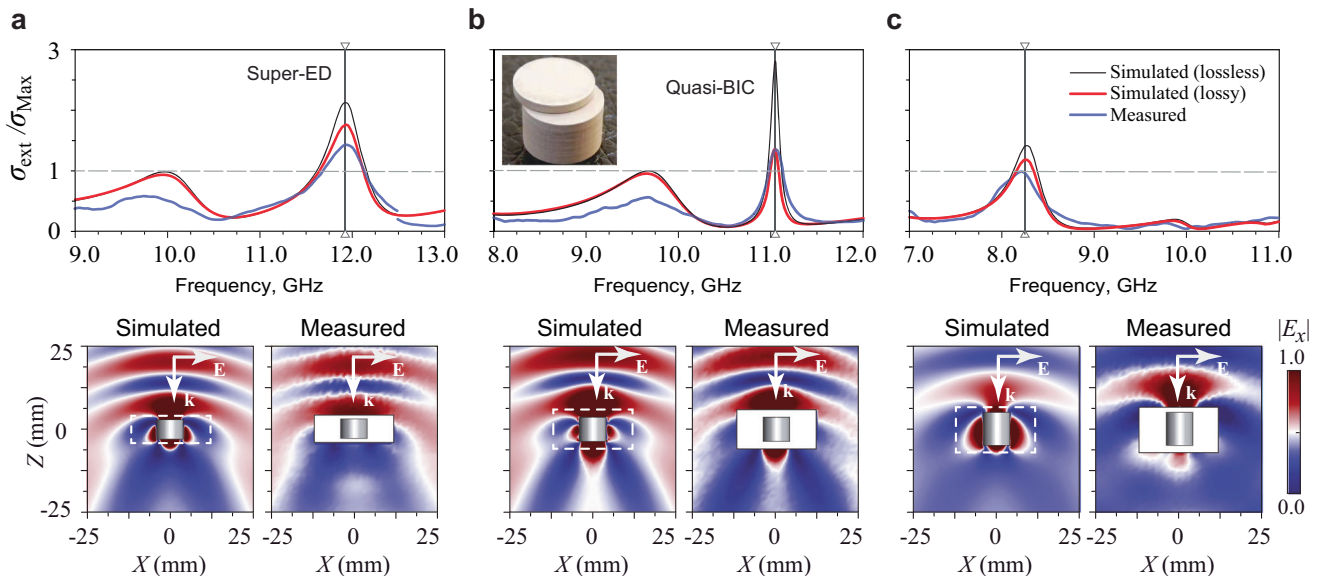 a
b
c
σext /σMax
3
2
1
0
Super-ED
Quasi-BIC
Simulated (lossless)
Simulated (lossy)
Measured
9.0 10.0 11.0 12.0 13.0
8.0 9.0 10.0 11.0 12.0
7.0 8.0 9.0 10.0 11.0
Frequency, GHz
Frequency, GHz
Frequency, GHz
Simulated Measured
Simulated Measured
Simulated Measured
|Ex|
1.0
0.0
Z (mm)
25
0
-25
E
k
E
k
E
k
E
k
E
k
E
k
-25 0 25 -25 0 25
-25 0 25 -25 0 25
-25 0 25 -25 0 25
X (mm) X (mm)
X (mm) X (mm)
X (mm) X (mm)